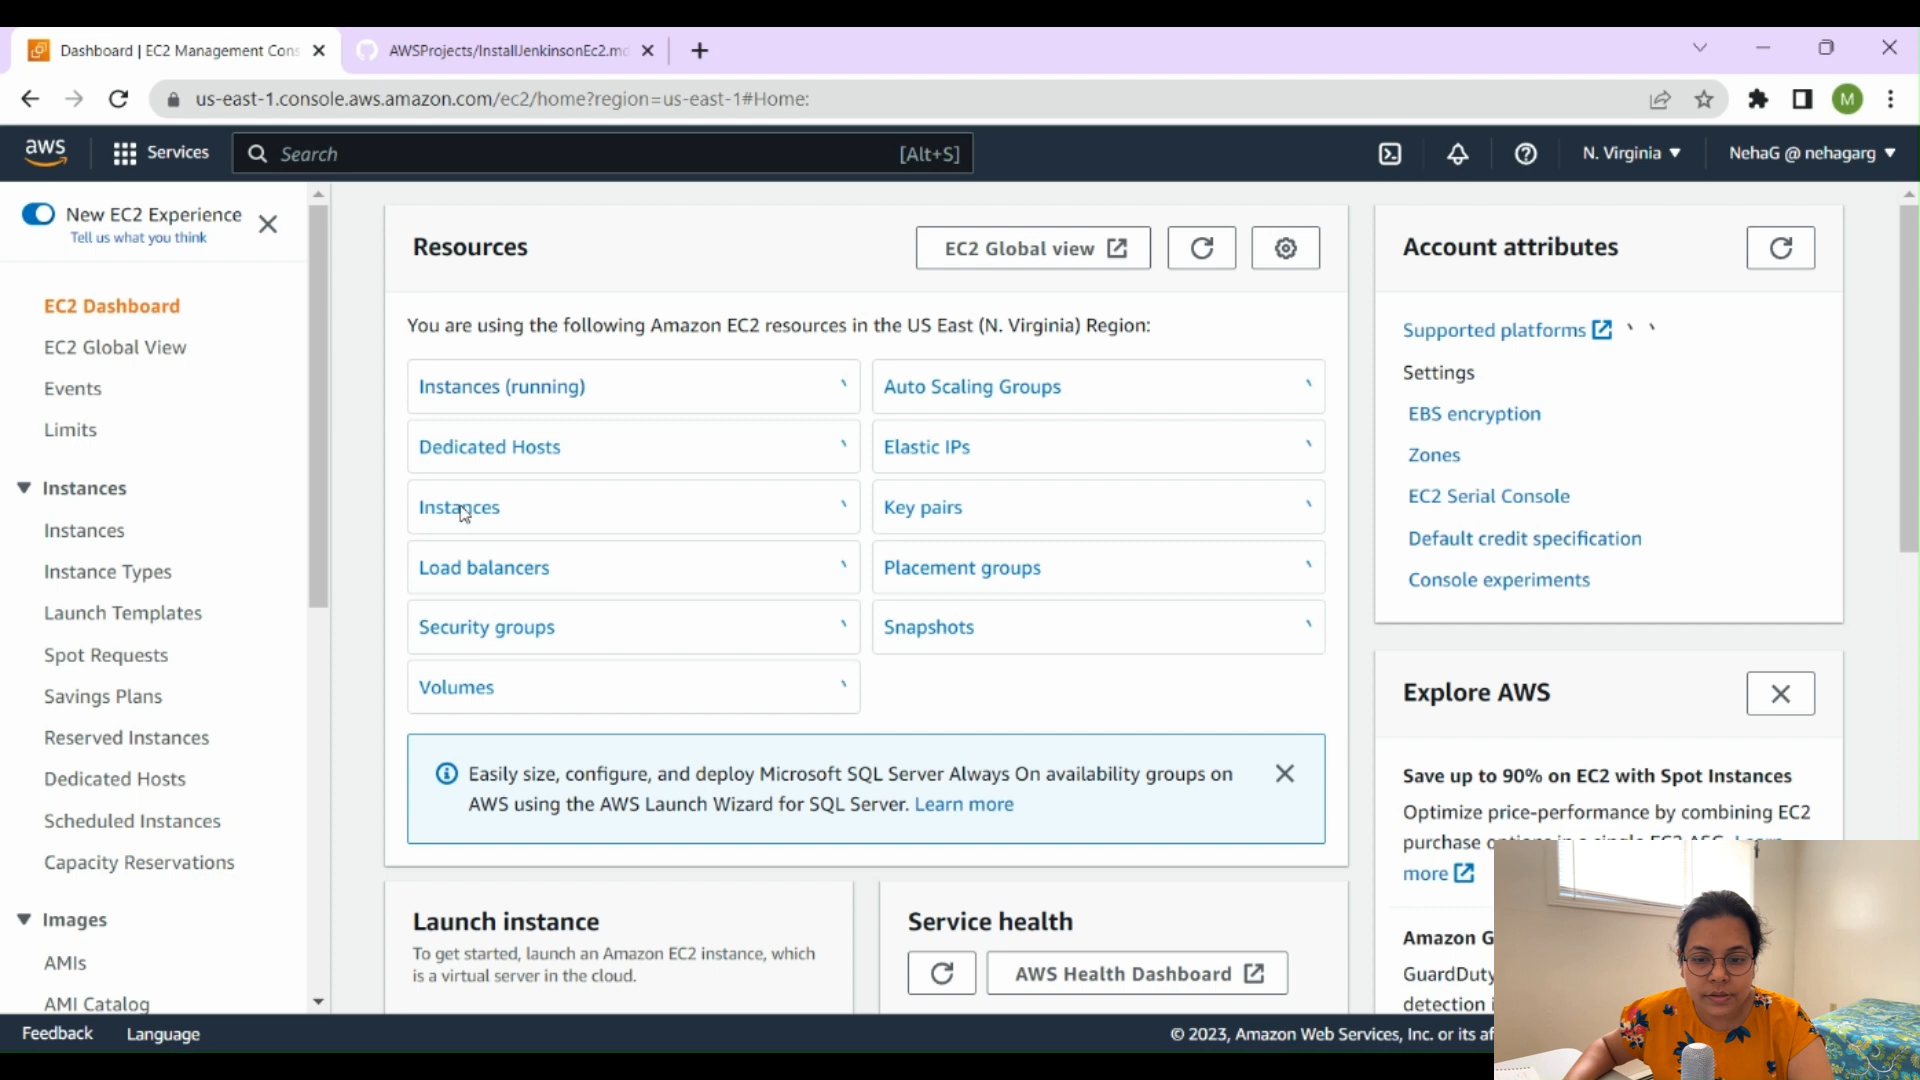 Dashboard | EC2 Management Cons
AWSProjects/InstallJenkinsonEc2.md
us-east-1.console.aws.amazon.com/ec2/home?region=us-east-1#Home:
M
aws
Services
Search
[Alt+S]
N. Virginia
NehaG @ nehagarg
New EC2 Experience
Tell us what you think
EC2 Dashboard
EC2 Global View
Events
Limits
Instances
Instances
Instance Types
Launch Templates
Spot Requests
Savings Plans
Reserved Instances
Dedicated Hosts
Scheduled Instances
Capacity Reservations
Images
AMIs
AMI Catalog
Resources
EC2 Global view
You are using the following Amazon EC2 resources in the US East (N. Virginia) Region:
Instances (running)
Auto Scaling Groups
Dedicated Hosts
Elastic IPs
Instances
Key pairs
Load balancers
Placement groups
Security groups
Snapshots
Volumes
Easily size, configure, and deploy Microsoft SQL Server Always On availability groups on
AWS using the AWS Launch Wizard for SQL Server. Learn more
Launch instance
To get started, launch an Amazon EC2 instance, which
is a virtual server in the cloud.
Service health
AWS Health Dashboard
Account attributes
Supported platforms
Settings
EBS encryption
Zones
EC2 Serial Console
Default credit specification
Console experiments
Explore AWS
Save up to 90% on EC2 with Spot Instances
Optimize price-performance by combining EC2
purchase
more
Amazon G
GuardDuty
detection
Feedback
Language
© 2023, Amazon Web Services, Inc. or its af